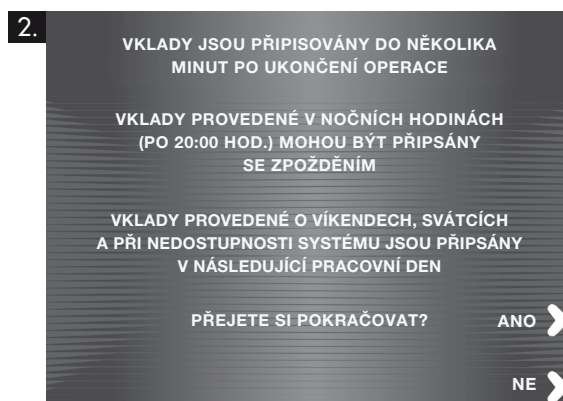 2.
VKLADY JSOU PŘIPISOVÁNY DO NĚKOLIKA
MINUT PO UKONČENÍ OPERACE
VKLADY PROVEDENÉ V NOČNÍCH HODINÁCH
(PO 20:00 HOD.) MOHOU BÝT PŘIPSÁNY
SE ZPOŽDĚNÍM
VKLADY PROVEDENÉ O VÍKENDECH, SVÁTCÍCH
A PŘI NEDOSTUPNOSTI SYSTÉMU JSOU PŘIPSÁNY
V NÁSLEDUJÍCÍ PRACOVNÍ DEN
PŘEJETE SI POKRAČOVAT? ANO
NE